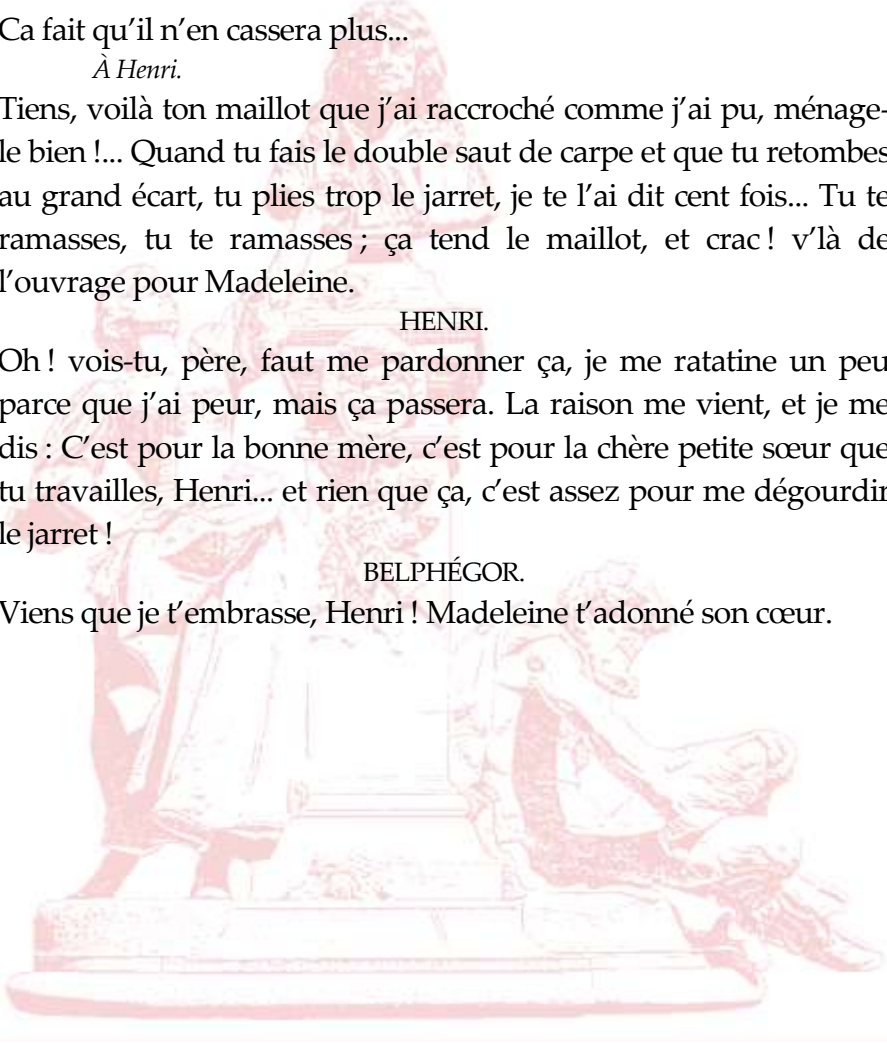 Ca fait qu’il n’en cassera plus...
À Henri.
Tiens, voilà ton maillot que j’ai raccroché comme j’ai pu, ménage-
le bien !... Quand tu fais le double saut de carpe et que tu retombes
au grand écart, tu plies trop le jarret, je te l’ai dit cent fois... Tu te
ramasses, tu te ramasses ; ça tend le maillot, et crac ! v’là de
l’ouvrage pour Madeleine.
HENRI.
Oh ! vois-tu, père, faut me pardonner ça, je me ratatine un peu
parce que j’ai peur, mais ça passera. La raison me vient, et je me
dis : C’est pour la bonne mère, c’est pour la chère petite sœur que
tu travailles, Henri... et rien que ça, c’est assez pour me dégourdir
le jarret !
BELPHÉGOR.
Viens que je t’embrasse, Henri ! Madeleine t’adonné son cœur.